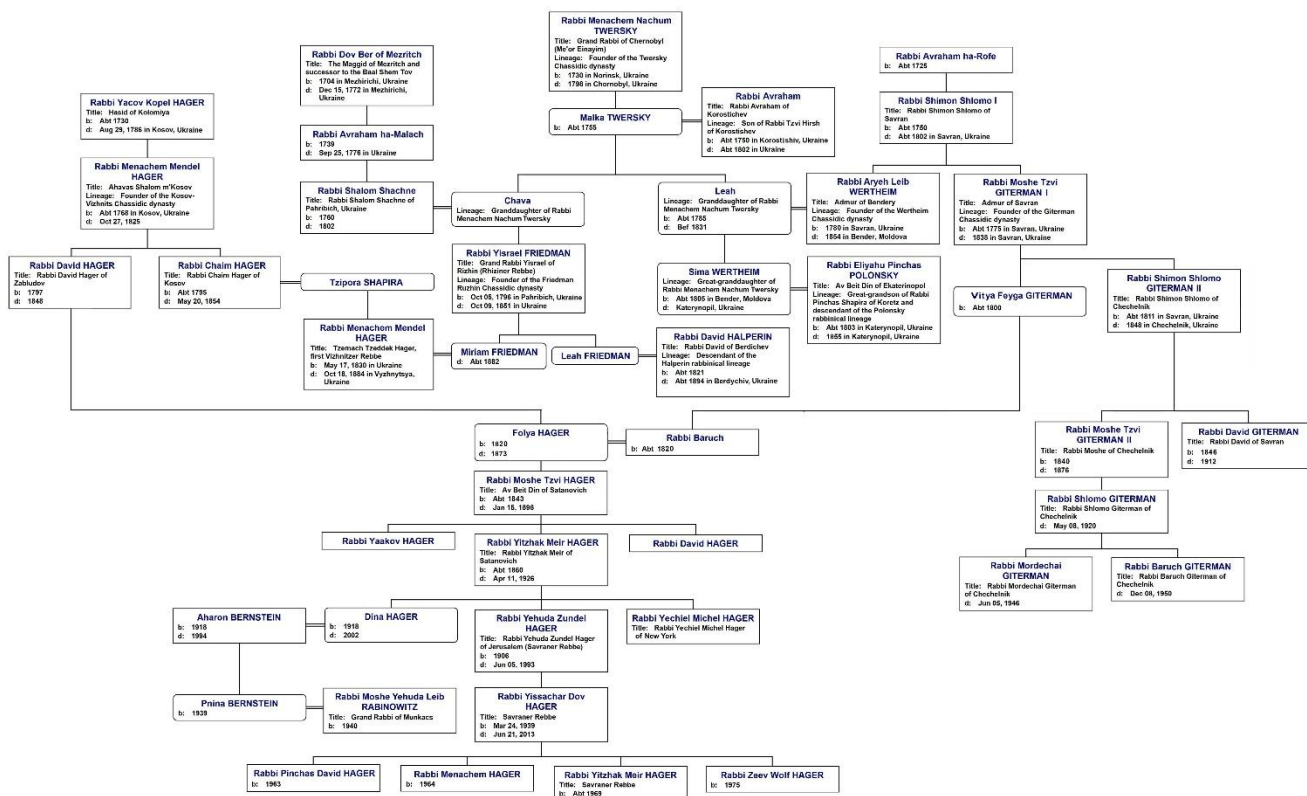 Rabbi Menachem Nachum
TWERSKY
Title: Grand Rabbi of Chernobyl
(Me'or Einayim)
Lineage: Founder of the Tworsky
Chassidic dynasty
b: 1730 in Norinsk, Ukraine
d: 1798 in Chornobyl, Ukraine
Rabbi Dov Ber of Mezritch
Title: The Maggid of Mezritch and
successor to the Baal Shem Tov
b: 1704 in Mezhirichi, Ukraine
d: Dec 15, 1772 in Mezhirichi,
Ukraine
Rabbi Avraham ha-Rofe
b: Abt 1725
Rabbi Yacov Kopel HAGER
Title: Hasid of Kolomiya
b: Abt 1730
d: Aug 29, 1786 in Kosov, Ukraine
Malka TWERSKY
b: Abt 1755
Rabbi Avraham
Title: Rabbi Avraham of
Korostichev
Lineage: Son of Rabbi Tzvi Hirsh
of Korostichev
b: Abt 1750 in Korostishiv, Ukraine
d: Abt 1802 in Ukraine
Rabbi Shimon Shlomo I
Title: Rabbi Shimon Shlomo of
Savran
b: Abt 1750
d: Abt 1802 in Savran, Ukraine
Rabbi Avraham ha-Malach
b: 1739
d: Sep 25, 1776 in Ukraine
Rabbi Menachem Mendel
HAGER
Title: Ahavas Shalom m'Kosov
Lineage: Founder of the Kosov-
Vizhnits Chassidic dynasty
b: Abt 1768 in Kosov, Ukraine
d: Oct 27, 1825
Rabbi Shalom Shachne
Title: Rabbi Shalom Shachne of
Pahribich, Ukraine
b: 1760
d: 1802
Chava
Lineage: Granddaughter of Rabbi
Menachem Nachum Twersky
Leah
Lineage: Granddaughter of Rabbi
Menachem Nachum Tworsky
b: Abt 1785
d: Bef 1831
Rabbi Aryeh Leib
WERTHEIM
Title: Admur of Bendery
Lineage: Founder of the Wertheim
Chassidic dynasty
b: 1780 in Savran, Ukraine
d: 1854 in Bender, Moldova
Rabbi Moshe Tzvi
GITERMAN I
Title: Admur of Savran
Lineage: Founder of the Giterman
Chassidic dynasty
b: Abt 1775 in Savran, Ukraine
d: 1838 in Savran, Ukraine
Rabbi David HAGER
Title: Rabbi David Hager of
Zabludov
b: 1797
d: 1848
Rabbi Chaim HAGER
Title: Rabbi Chaim Hager of
Kosov
b: Abt 1795
d: May 20, 1854
Tzipora SHAPIRA
Rabbi Yisrael FRIEDMAN
Title: Grand Rabbi Yisrael of
Rizhin (Rhiziner Rebbe)
Lineage: Founder of the Friedman
Ruzhin Chassidic dynasty
b: Oct 05, 1796 in Pahribich, Ukraine
d: Oct 09, 1851 in Ukraine
Sima WERTHEIM
Lineage: Great-granddaughter of
Rabbi Menachem Nachum Twersky
b: Abt 1805 in Bender, Moldova
d: Katerynopil, Ukraine
Rabbi Eliyahu Pinchas
POLONSKY
Title: Av Beit Din of Ekaterinopol
Lineage: Great-grandson of Rabbi
Pinchas Shapira of Koretz and
descendant of the Polonsky
rabbinical lineage
b: Abt 1803 in Katerynopil, Ukraine
d: 1855 in Katerynopil, Ukraine
Vitya Feyga GITERMAN
b: Abt 1800
Rabbi Shimon Shlomo
GITERMAN II
Title: Rabbi Shimon Shlomo of
Chechelnik
b: Abt 1811 in Savran, Ukraine
d: 1848 in Chechelnik, Ukraine
Rabbi Menachom Mendel
HAGER
Title: Tzemach Tzeddek Hager,
first Vizhnitzer Rebbe
b: May 17, 1830 in Ukraine
d: Oct 18, 1884 in Vyzhnytsya,
Ukraine
Miriam FRIEDMAN
d: Abt 1882
Leah FRIEDMAN
Rabbi David HALPERIN
Title: Rabbi David of Berdichev
Lineage: Descendant of the
Halperin rabbinical lineage
b: Abt 1821
d: Abt 1894 in Berdychiv, Ukraine
Folya HAGER
b: 1820
d: 1873
Rabbi Baruch
b: Abt 1820
Rabbi Moshe Tzvi
GITERMAN II
Title: Rabbi Moshe of Chechelnik
b: 1840
d: 1876
Rabbi David GITERMAN
Title: Rabbi David of Savran
b: 1846
d: 1912
Rabbi Moshe Tzvi HAGER
Title: Av Beit Din of Satanovich
b: Abt 1843
d: Jan 15, 1896
Rabbi Shlomo GITERMAN
Title: Rabbi Shlomo Giterman of
Chechelnik
d: May 08, 1920
Rabbi Yaakov HAGER
Rabbi Yitzhak Meir HAGER
Title: Rabbi Yitzhak Meir of
Satanovich
b: Abt 1860
d: Apr 11, 1926
Rabbi David HAGER
Rabbi Mordechai
GITERMAN
Title: Rabbi Mordechai Giterman
of Chechelnik
d: Jun 05, 1946
Rabbi Baruch GITERMAN
Title: Rabbi Baruch Giterman of
Chechelnik
d: Dec 08, 1950
Aharon BERNSTEIN
b: 1918
d: 1994
Dina HAGER
b: 1918
d: 2002
Rabbi Yehuda Zundel
HAGER
Title: Rabbi Yehuda Zundel Hager
of Jerusalem (Savraner Rebbe)
b: 1906
d: Jun 05, 1993
Rabbi Yechiel Michel HAGER
Title: Rabbi Yechiel Michel Hager
of New York
Pnina BERNSTEIN
b: 1939
Rabbi Moshe Yehuda Leib
RABINOWITZ
Title: Grand Rabbi of Munkacs
b: 1940
Rabbi Yissachar Dov
HAGER
Title: Savraner Rebbe
b: Mar 24, 1939
d: Jun 21, 2013
Rabbi Pinchas David HAGER
b: 1963
Rabbi Menachem HAGER
b: 1964
Rabbi Yitzhak Meir HAGER
Title: Savraner Rebbe
b: Abt 1969
Rabbi Zeev Wolf HAGER
b: 1975